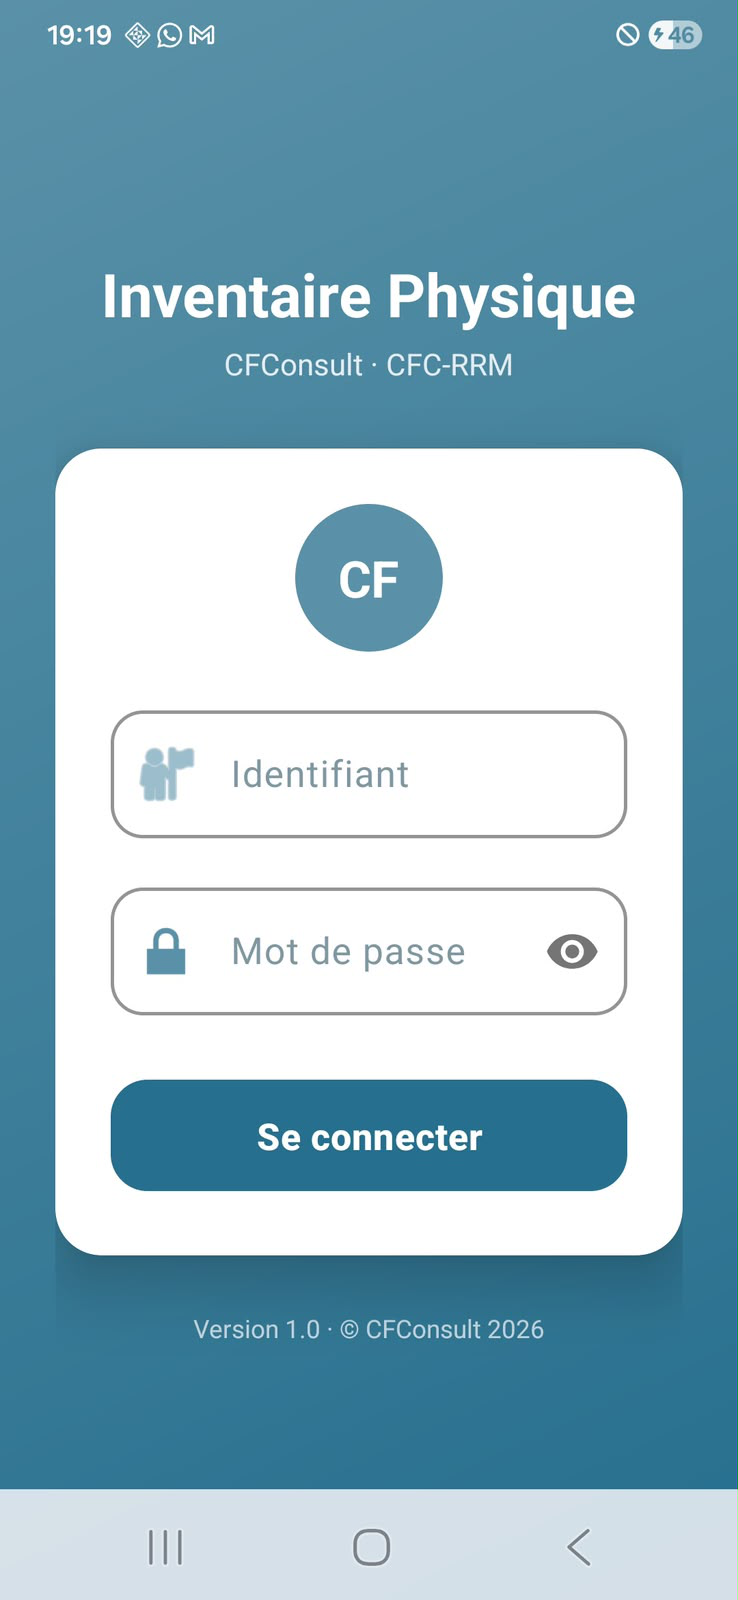 19:19
46
Inventaire Physique
CFConsult · CFC-RRM
CF
Identifiant
Mot de passe
Se connecter
Version 1.0 · © CFConsult 2026